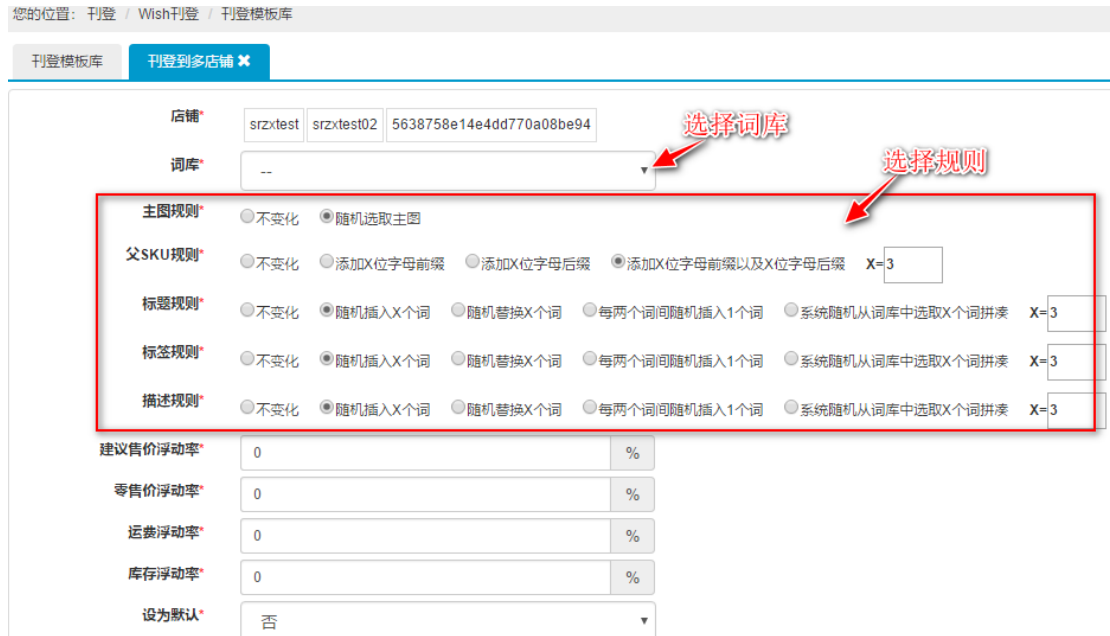 您的位置： 刊登 / Wish刊登 / 刊登模板库
刊登模板库 刊登到多店铺 ✖
店铺* srzxtest srzxtest02 5638758e14e4dd770a08be94
选择词库
词库* --
选择规则
主图规则* 不变化 随机选取主图
父SKU规则* 不变化 添加X位字母前缀 添加X位字母后缀 添加X位字母前缀以及X位字母后缀 X= 3
标题规则* 不变化 随机插入X个词 随机替换X个词 每两个词间随机插入1个词 系统随机从词库中选取X个词拼凑 X= 3
标签规则* 不变化 随机插入X个词 随机替换X个词 每两个词间随机插入1个词 系统随机从词库中选取X个词拼凑 X= 3
描述规则* 不变化 随机插入X个词 随机替换X个词 每两个词间随机插入1个词 系统随机从词库中选取X个词拼凑 X= 3
建议售价浮动率* 0 %
零售价浮动率* 0 %
运费浮动率* 0 %
库存浮动率* 0 %
设为默认* 否